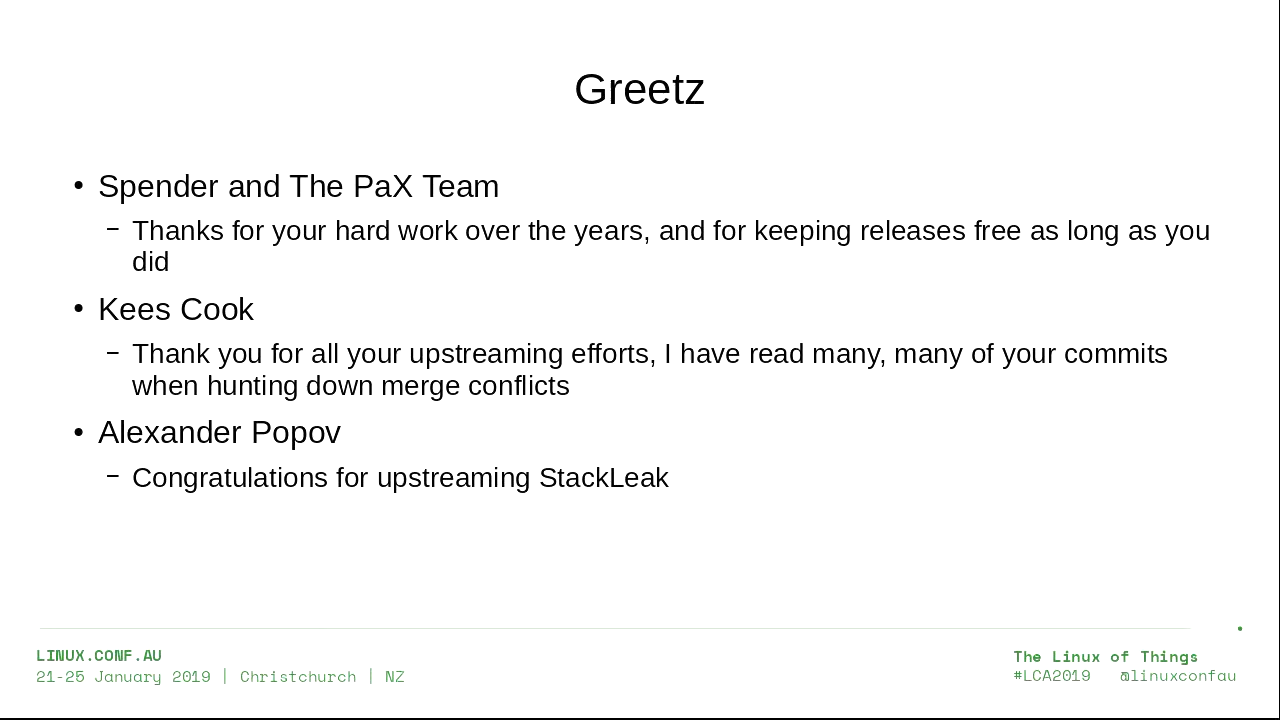 Greetz
• Spender and The PaX Team
– Thanks for your hard work over the years, and for keeping releases free as long as you
did
• Kees Cook
– Thank you for all your upstreaming efforts, I have read many, many of your commits
when hunting down merge conflicts
• Alexander Popov
– Congratulations for upstreaming StackLeak
LINUX.CONF.AU
21-25 January 2019 | Christchurch | NZ
The Linux of Things
#LCA2019 @linuxconfau